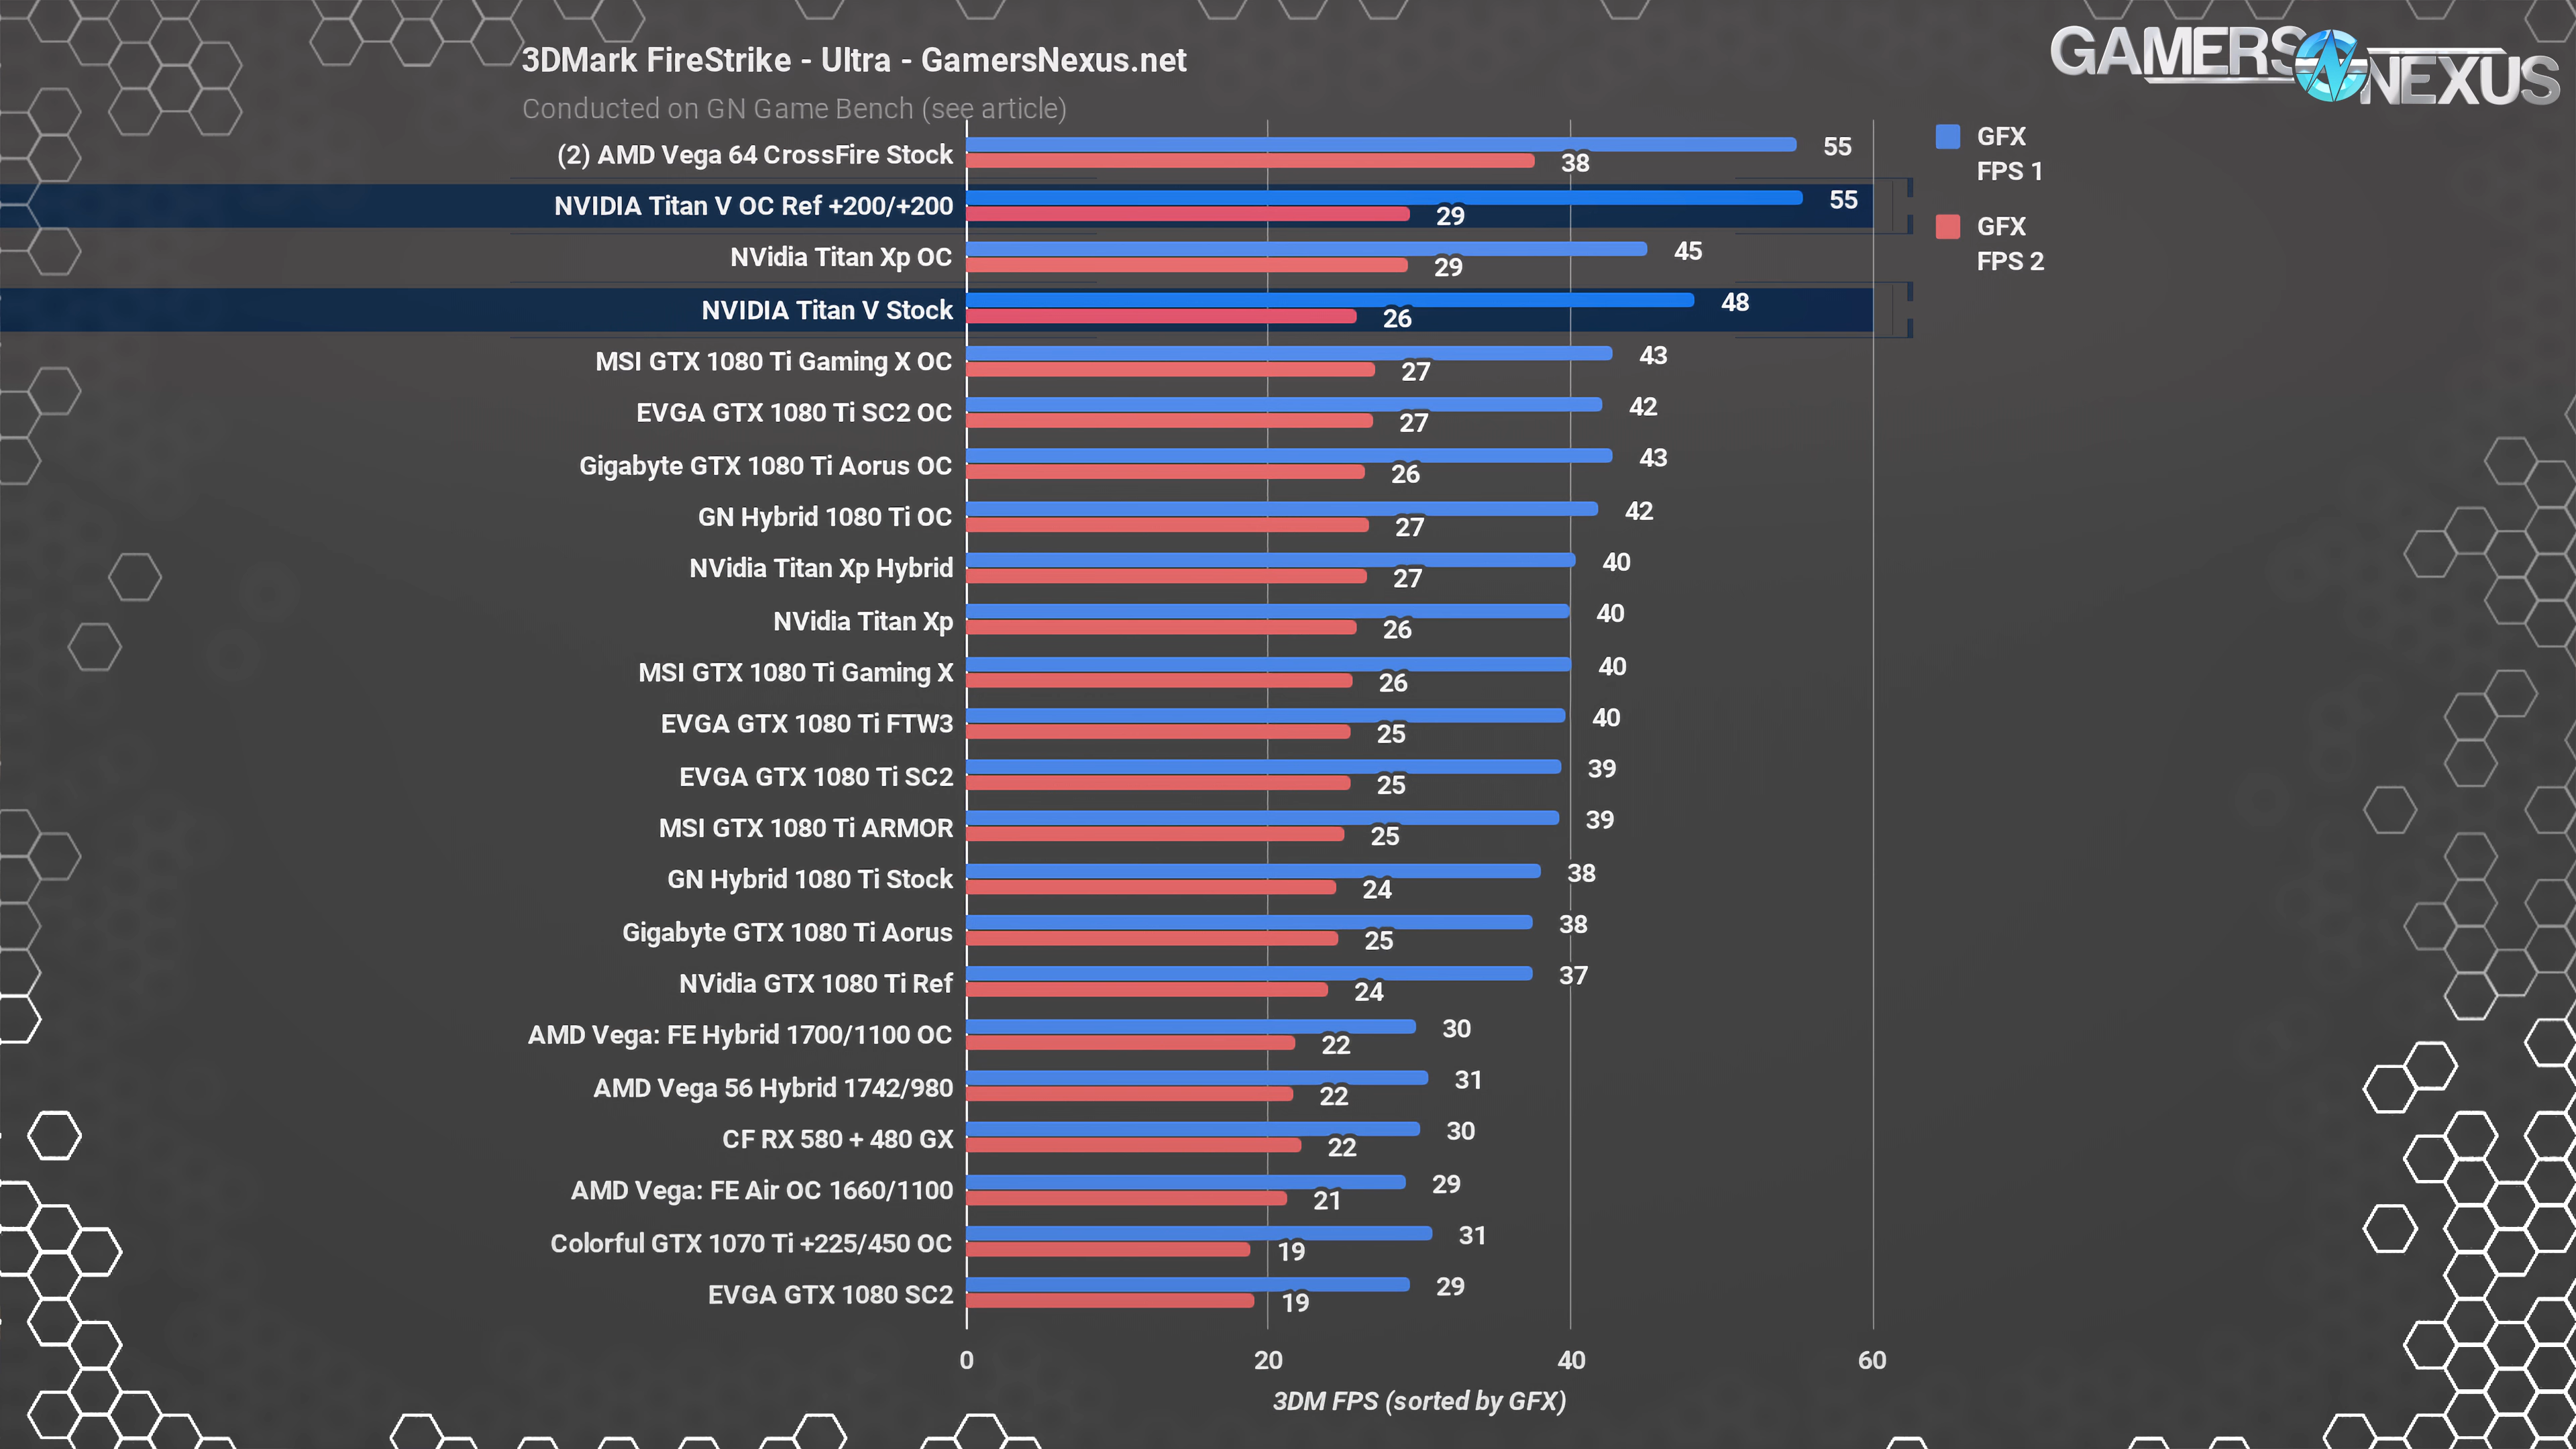 3DMark FireStrike - Ultra - GamersNexus.net
GAMERS NEXUS
Conducted on GN Game Bench (see article)
GFX
FPS 1
GFX
FPS 2
(2) AMD Vega 64 CrossFire Stock 55 38
NVIDIA Titan V OC Ref +200/+200 55 29
NVidia Titan Xp OC 45 29
NVIDIA Titan V Stock 48 26
MSI GTX 1080 Ti Gaming X OC 43 27
EVGA GTX 1080 Ti SC2 OC 42 27
Gigabyte GTX 1080 Ti Aorus OC 43 26
GN Hybrid 1080 Ti OC 42 27
NVidia Titan Xp Hybrid 40 27
NVidia Titan Xp 40 26
MSI GTX 1080 Ti Gaming X 40 26
EVGA GTX 1080 Ti FTW3 40 25
EVGA GTX 1080 Ti SC2 39 25
MSI GTX 1080 Ti ARMOR 39 25
GN Hybrid 1080 Ti Stock 38 24
Gigabyte GTX 1080 Ti Aorus 38 25
NVidia GTX 1080 Ti Ref 37 24
AMD Vega: FE Hybrid 1700/1100 OC 30 22
AMD Vega 56 Hybrid 1742/980 31 22
CF RX 580 + 480 GX 30 22
AMD Vega: FE Air OC 1660/1100 29 21
Colorful GTX 1070 Ti +225/450 OC 31 19
EVGA GTX 1080 SC2 29 19
0 20 40 60
3DM FPS (sorted by GFX)